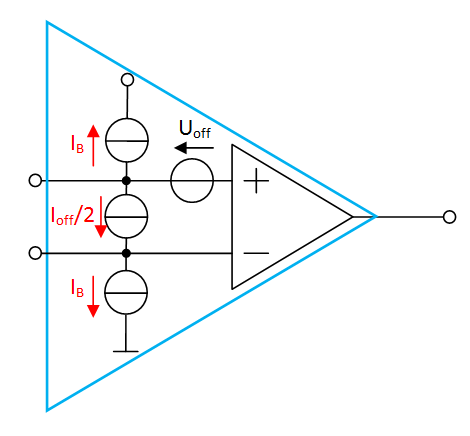 U_off
I_B
+
I_off/2
−
I_B